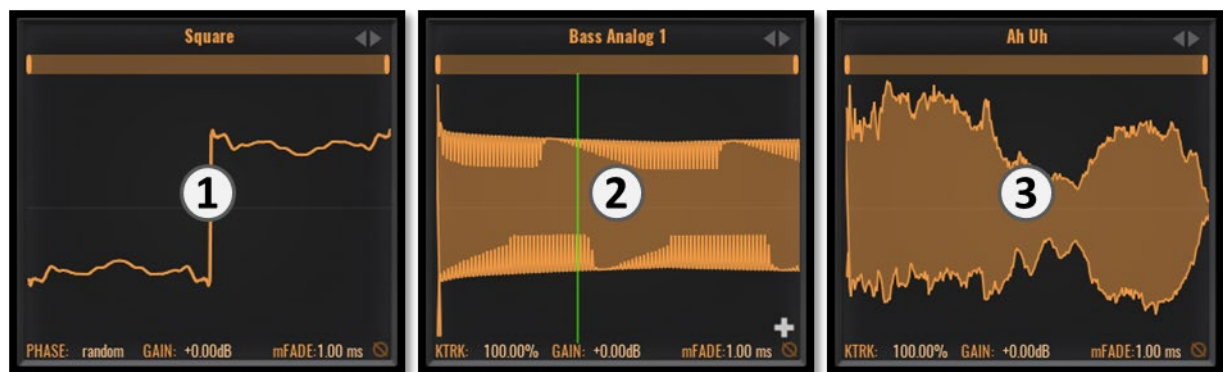 Square
1
PHASE: random GAIN: +0.00dB mFADE:1.00 ms
Bass Analog 1
2
KTRK: 100.00% GAIN: +0.00dB mFADE:1.00 ms
Ah Uh
3
KTRK: 100.00% GAIN: +0.00dB mFADE:1.00 ms